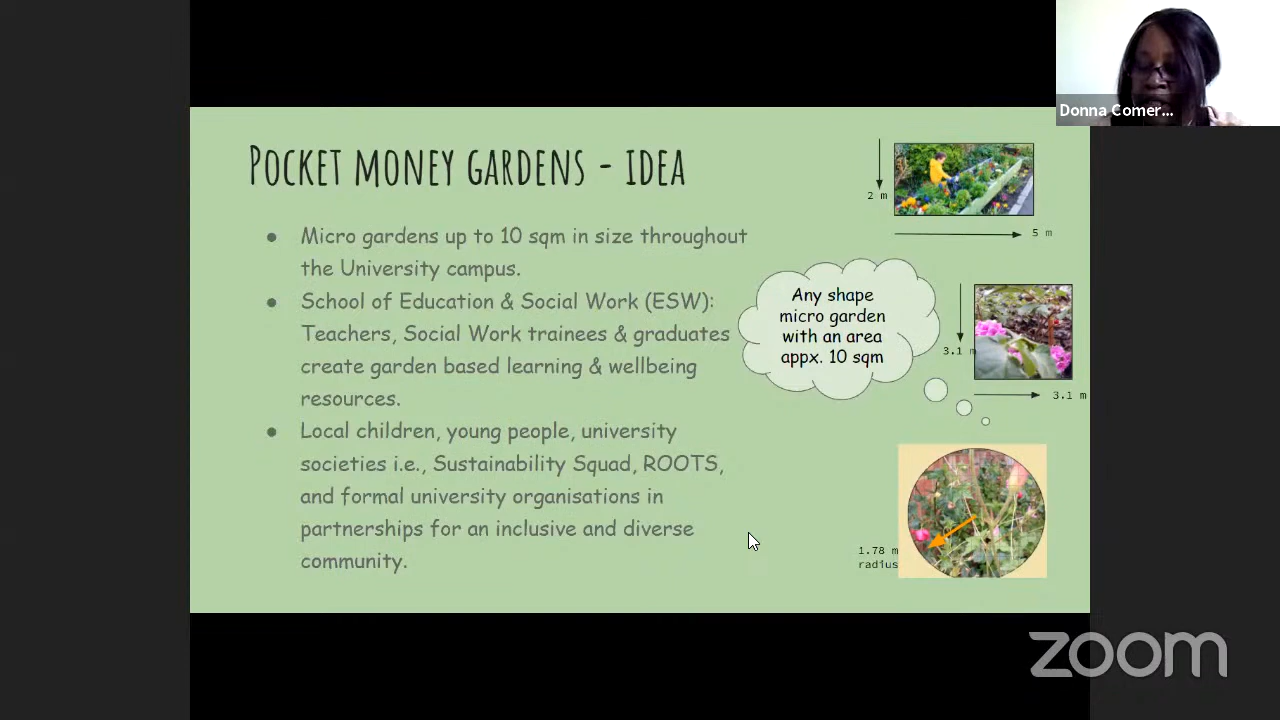 Donna Comer...
POCKET MONEY GARDENS - IDEA
● Micro gardens up to 10 sqm in size throughout
the University campus.
● School of Education & Social Work (ESW):
Teachers, Social Work trainees & graduates
create garden based learning & wellbeing
resources.
● Local children, young people, university
societies i.e., Sustainability Squad, ROOTS,
and formal university organisations in
partnerships for an inclusive and diverse
community.
2 m
5 m
Any shape
micro garden
with an area
appx. 10 sqm
3.1 m
3.1 m
1.78 m
radius
zoom